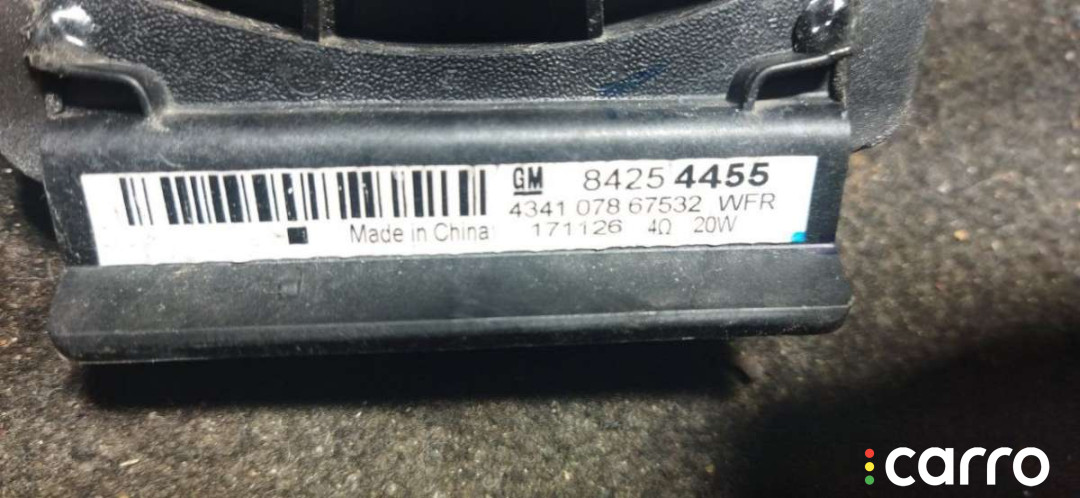 GM 84254455
4341 078 67532 WFR
Made in China 171126 4Ω 20W
carro